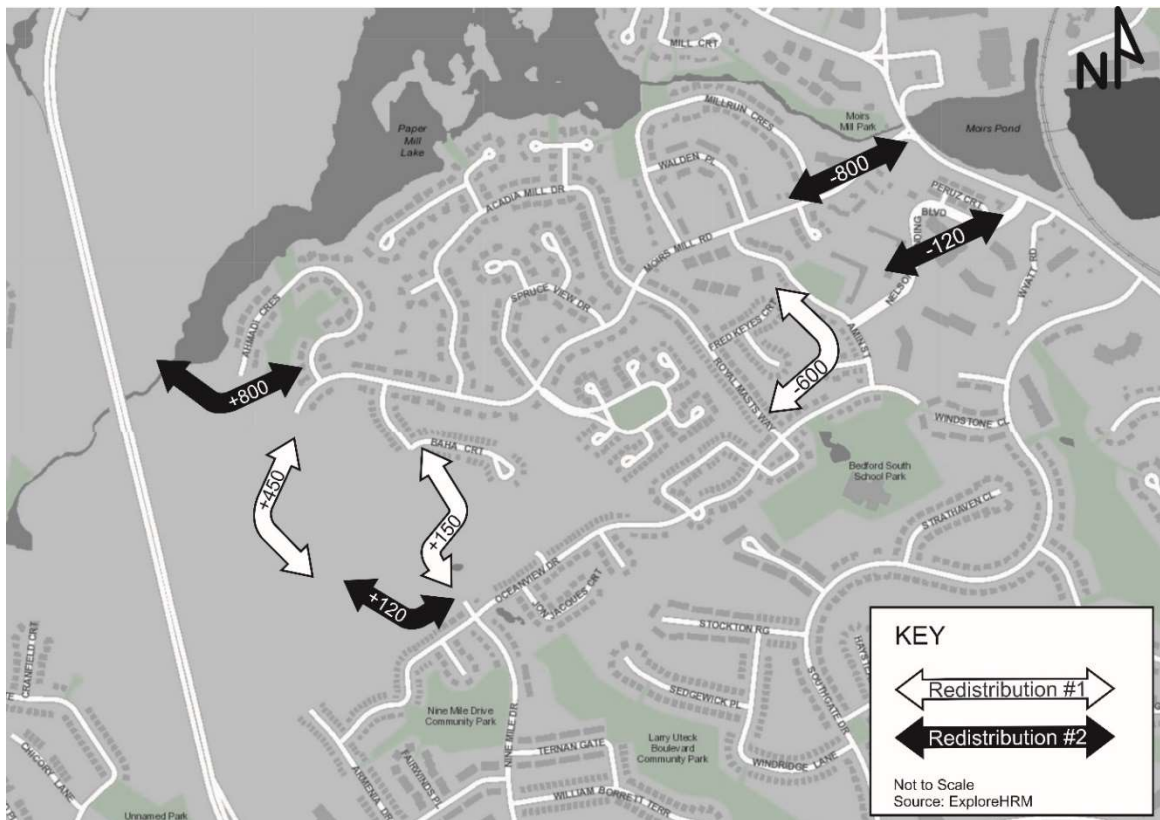 MILL CRT
N
MILLRUN CRES
Moirs
Mill Park
Moirs Pond
Paper
Mill
Lake
-800
WALDEN PL
ACADIA MILL DR
PERUZ CRT
BLVD
-120
MOIRS MILL RD
WYATT RD
SPRUCE VIEW DR
AHMADI CRES
FRED KEYES CRT
AMIN ST
+800
-600
ROYAL MASTS WAY
WINDSTONE CL
BAHA CRT
Bedford South
School Park
+450
+150
STRATHAVEN CL
OCEANVIEW DR
JON JACQUES CRT
+120
STOCKTON RG
KEY
Redistribution #1
Redistribution #2
Not to Scale
Source: ExploreHRM
CRANFIELD CRT
SEDGEWICK PL
SOUTHGATE DR
Nine Mile Drive
Community Park
NINE MILE DR
Larry Uteck
Boulevard
Community Park
TERNAN GATE
WINDRIDGE LANE
CHICORY LANE
ARMENIA DR
FAIRWINDS PL
WILLIAM BORRETT TERR
Unnamed Park